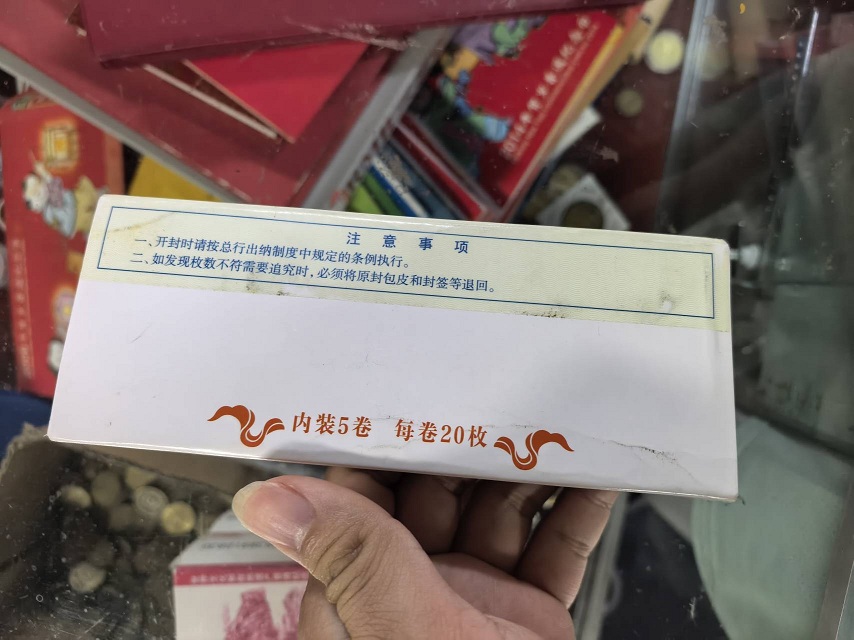 注意事项
一、开封时请按总行出纳制度中规定的条例执行。
二、如发现枚数不符需要追究时,必须将原封包皮和封签等退回。
内装5卷 每卷20枚